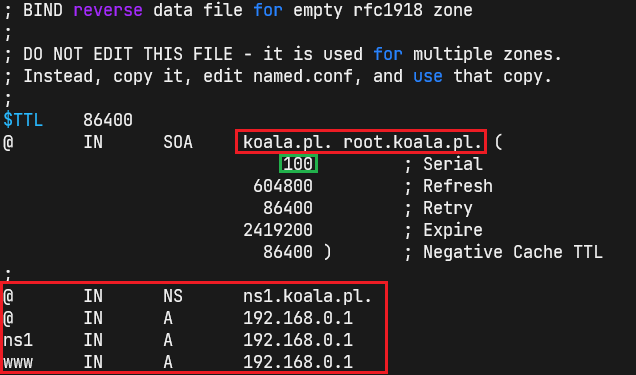 ; BIND reverse data file for empty rfc1918 zone
;
; DO NOT EDIT THIS FILE - it is used for multiple zones.
; Instead, copy it, edit named.conf, and use that copy.
;
$TTL    86400
@       IN      SOA     koala.pl. root.koala.pl. (
                            100         ; Serial
                         604800         ; Refresh
                          86400         ; Retry
                        2419200         ; Expire
                          86400 )       ; Negative Cache TTL
;
@       IN      NS      ns1.koala.pl.
@       IN      A       192.168.0.1
ns1     IN      A       192.168.0.1
www     IN      A       192.168.0.1